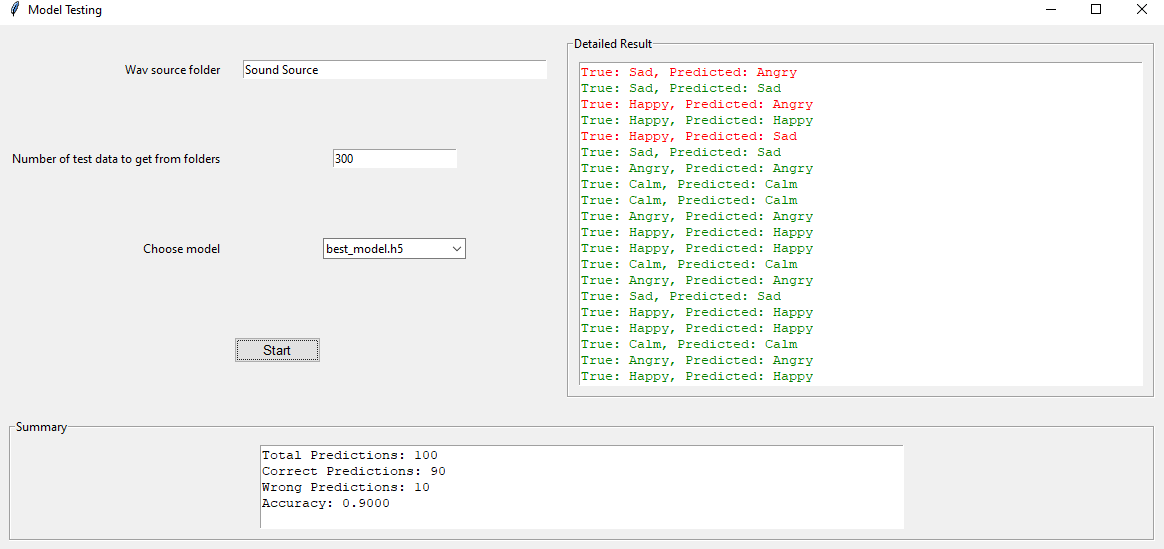 Model Testing
Wav source folder
Sound Source
Number of test data to get from folders
300
Choose model
best_model.h5
Start
Detailed Result
True: Sad, Predicted: Angry
True: Sad, Predicted: Sad
True: Happy, Predicted: Angry
True: Happy, Predicted: Happy
True: Happy, Predicted: Sad
True: Sad, Predicted: Sad
True: Angry, Predicted: Angry
True: Calm, Predicted: Calm
True: Calm, Predicted: Calm
True: Angry, Predicted: Angry
True: Happy, Predicted: Happy
True: Happy, Predicted: Happy
True: Calm, Predicted: Calm
True: Angry, Predicted: Angry
True: Sad, Predicted: Sad
True: Happy, Predicted: Happy
True: Happy, Predicted: Happy
True: Calm, Predicted: Calm
True: Angry, Predicted: Angry
True: Happy, Predicted: Happy
Summary
Total Predictions: 100
Correct Predictions: 90
Wrong Predictions: 10
Accuracy: 0.9000